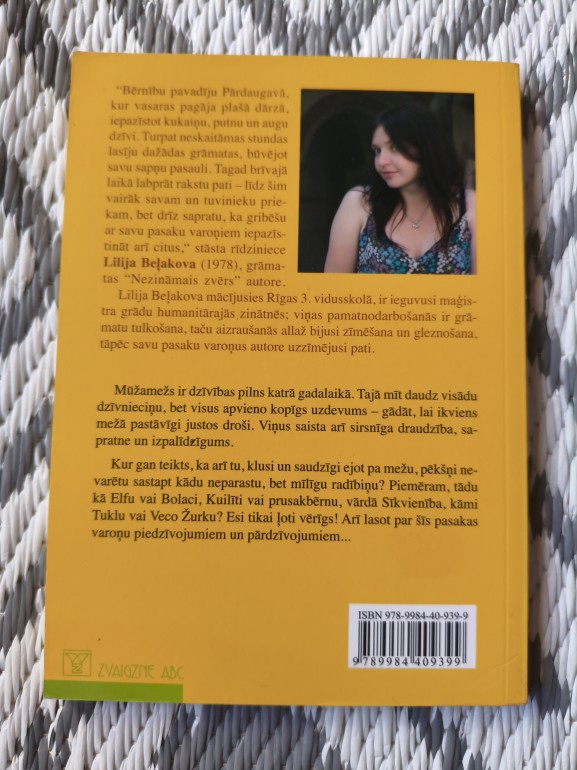 “Bērnību pavadīju Pārdaugavā,
kur vasaras pagāja plašā dārzā,
iepazīstot kukaiņu, putnu un augu
dzīvi. Turpat neskaitāmas stundas
lasīju dažādas grāmatas, būvējot
savu sapņu pasauli. Tagad brīvajā
laikā labprāt rakstu pati – līdz šim
vairāk savam un tuvinieku prie-
kam, bet drīz sapratu, ka gribēšu
ar savu pasaku varoņiem iepazīs-
tināt arī citus,“ stāsta rīdziniece
Lilija Beļakova (1978), grāma-
tas “Nezināmais zvērs” autore.
Lilija Beļakova mācījusies Rīgas 3. vidusskolā, ir ieguvusi maģis-
tra grādu humanitārajās zinātnēs; viņas pamatnodarbošanās ir grā-
matu tulkošana, taču aizraušanās allaž bijusi zīmēšana un gleznošana,
tāpēc savu pasaku varoņus autore uzzīmējusi pati.
Mūžamežs ir dzīvības pilns katrā gadalaikā. Tajā mīt daudz visādu
dzīvnieciņu, bet visus apvieno kopīgs uzdevums – gādāt, lai ikviens
mežā pastāvīgi justos droši. Viņus saista arī sirsnīga draudzība, sa-
pratne un izpalīdzīgums.
Kur gan teikts, ka arī tu, klusi un saudzīgi ejot pa mežu, pēkšņi ne-
varētu sastapt kādu neparastu, bet mīlīgu radībiņu? Piemēram, tādu
kā Elfu vai Bolaci, Kuilīti vai prusakbērnu, vārdā Sīkvienība, kāmi
Tuklu vai Veco Žurku? Esi tikai ļoti vērīgs! Arī lasot par šīs pasakas
varoņu piedzīvojumiem un pārdzīvojumiem...
ISBN 978-9984-40-939-9
9789984409399
ZVAIGZNE ABC